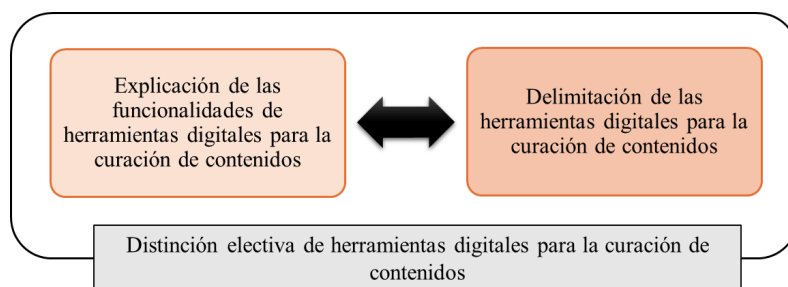 Explicación de las
funcionalidades de
herramientas digitales para la
curación de contenidos
Delimitación de las
herramientas digitales para la
curación de contenidos
Distinción electiva de herramientas digitales para la curación de
contenidos